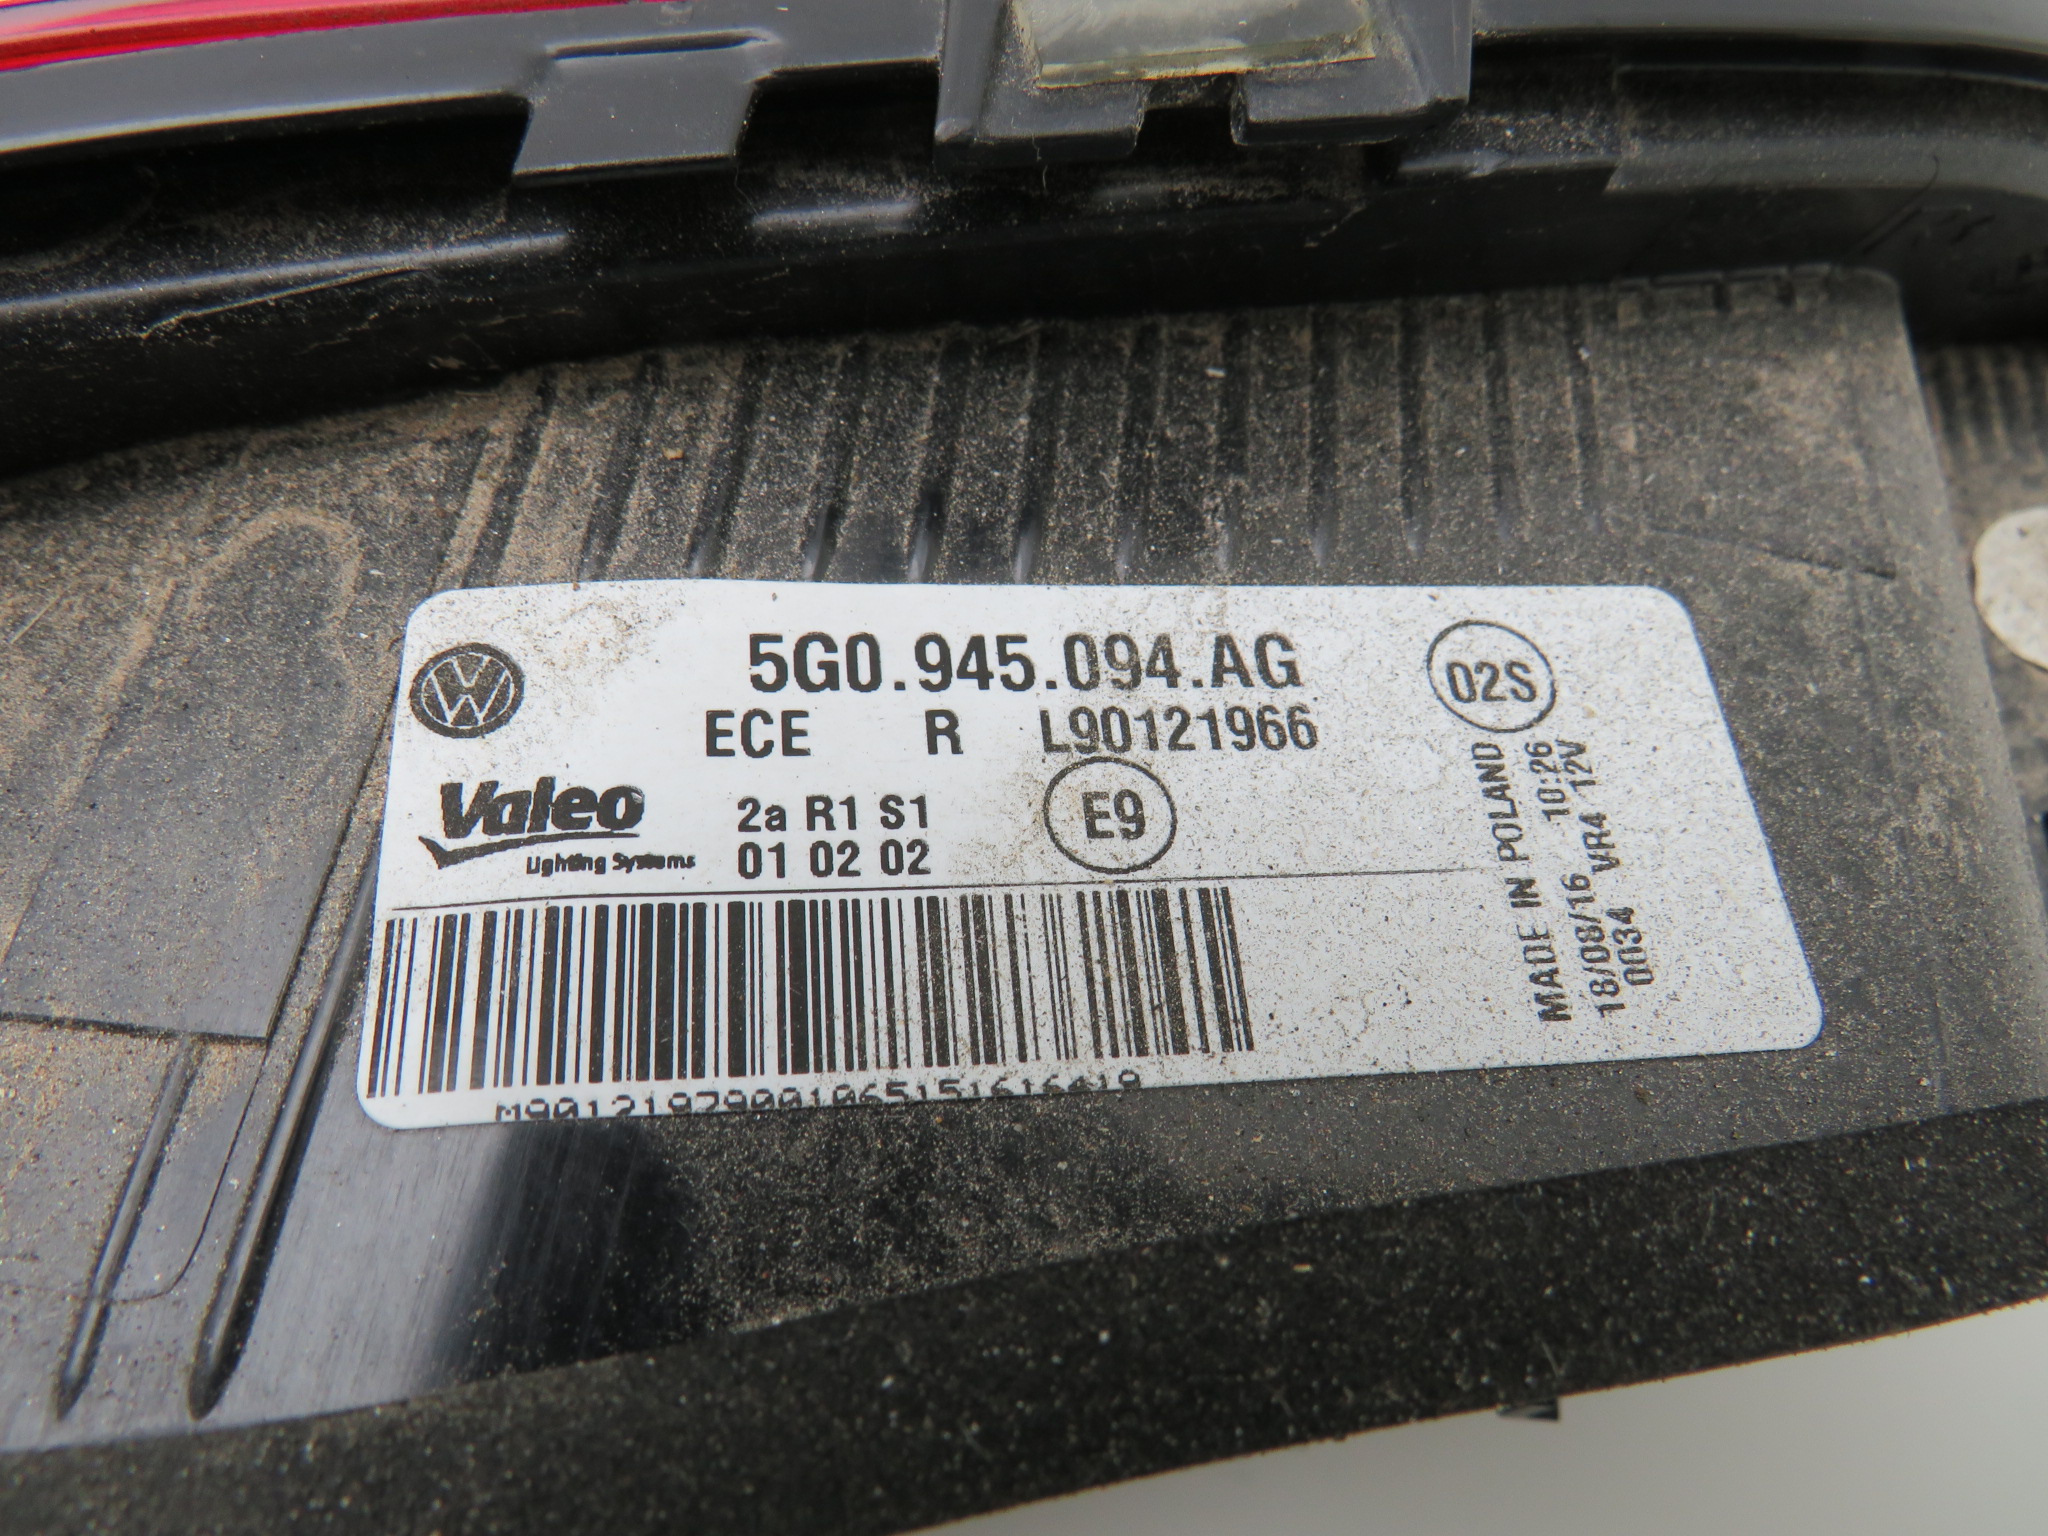 5G0.945.094.AG
02S
ECE R L90121966
Valeo
Lighting Systems
2a R1 S1
01 02 02
E9
MADE IN POLAND
18/08/16 10:26
0034 VR4 12V
M90121979001065151616419